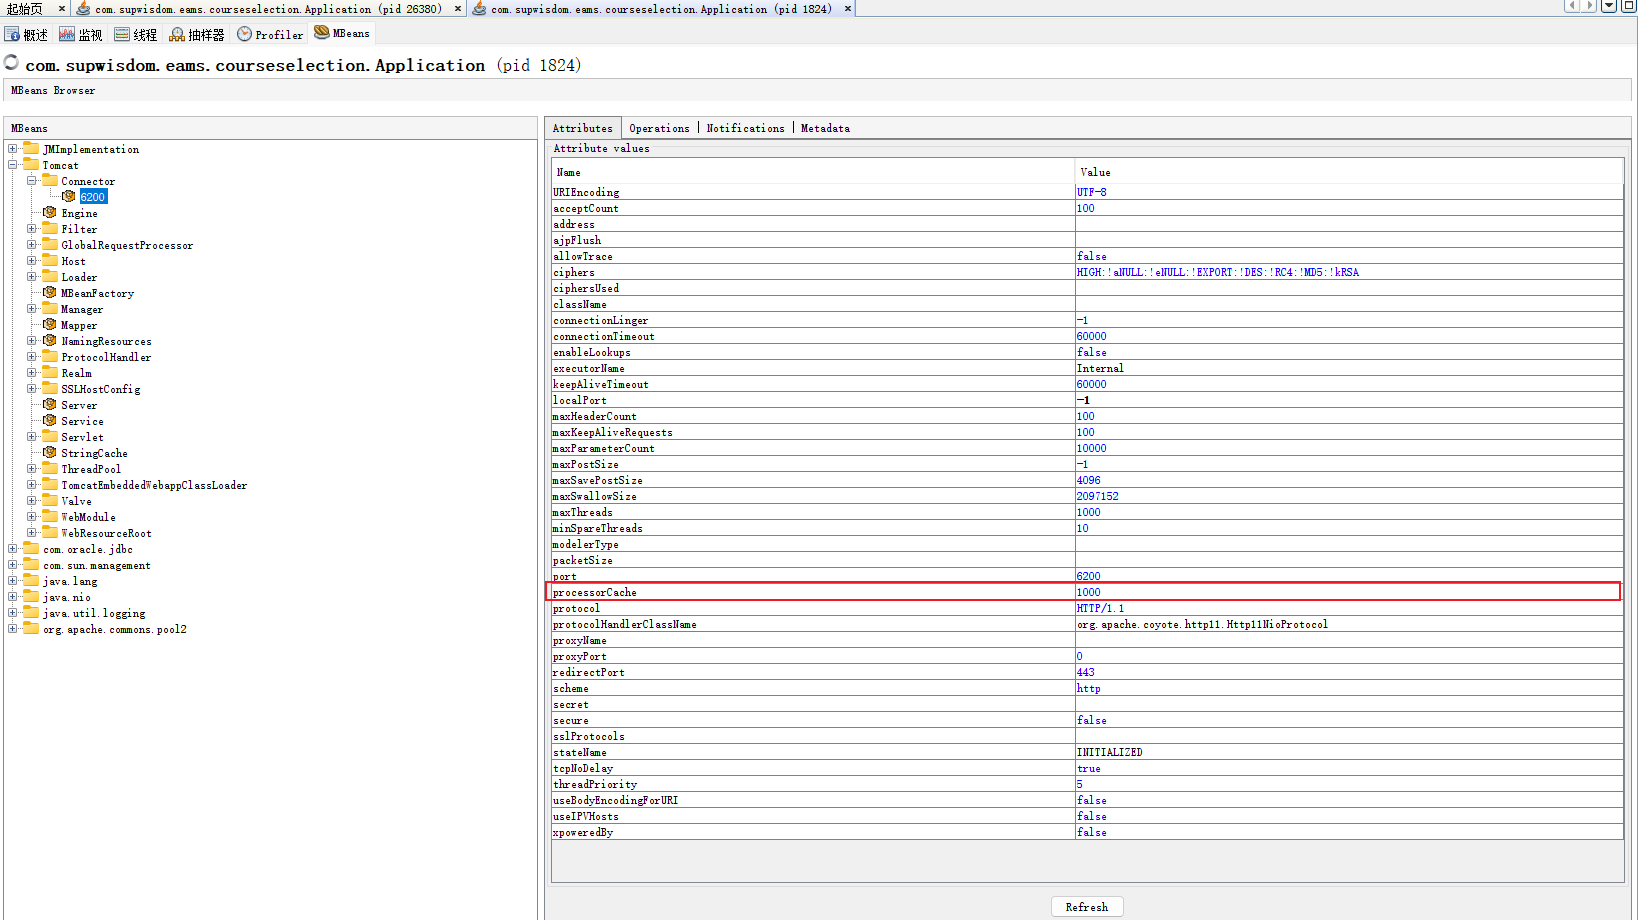 起始页 × com.supwisdom.eams.courseselection.Application (pid 26380) × com.supwisdom.eams.courseselection.Application (pid 1824) ×
概述 监视 线程 抽样器 Profiler MBeans
com.supwisdom.eams.courseselection.Application (pid 1824)
MBeans Browser
MBeans
JMImplementation
Tomcat
Connector
6200
Engine
Filter
GlobalRequestProcessor
Host
Loader
MBeanFactory
Manager
Mapper
NamingResources
ProtocolHandler
Realm
SSLHostConfig
Server
Service
Servlet
StringCache
ThreadPool
TomcatEmbeddedWebappClassLoader
Valve
WebModule
WebResourceRoot
com.oracle.jdbc
com.sun.management
java.lang
java.nio
java.util.logging
org.apache.commons.pool2
Attributes Operations Notifications Metadata
Attribute values
Name Value
URIEncoding UTF-8
acceptCount 100
address
ajpFlush
allowTrace false
ciphers HIGH:!aNULL:!eNULL:!EXPORT:!DES:!RC4:!MD5:!kRSA
ciphersUsed
className
connectionLinger -1
connectionTimeout 60000
enableLookups false
executorName Internal
keepAliveTimeout 60000
localPort -1
maxHeaderCount 100
maxKeepAliveRequests 100
maxParameterCount 10000
maxPostSize -1
maxSavePostSize 4096
maxSwallowSize 2097152
maxThreads 1000
minSpareThreads 10
modelerType
packetSize
port 6200
processorCache 1000
protocol HTTP/1.1
protocolHandlerClassName org.apache.coyote.http11.Http11NioProtocol
proxyName
proxyPort 0
redirectPort 443
scheme http
secret
secure false
sslProtocols
stateName INITIALIZED
tcpNoDelay true
threadPriority 5
useBodyEncodingForURI false
useIPVHosts false
xpoweredBy false
Refresh